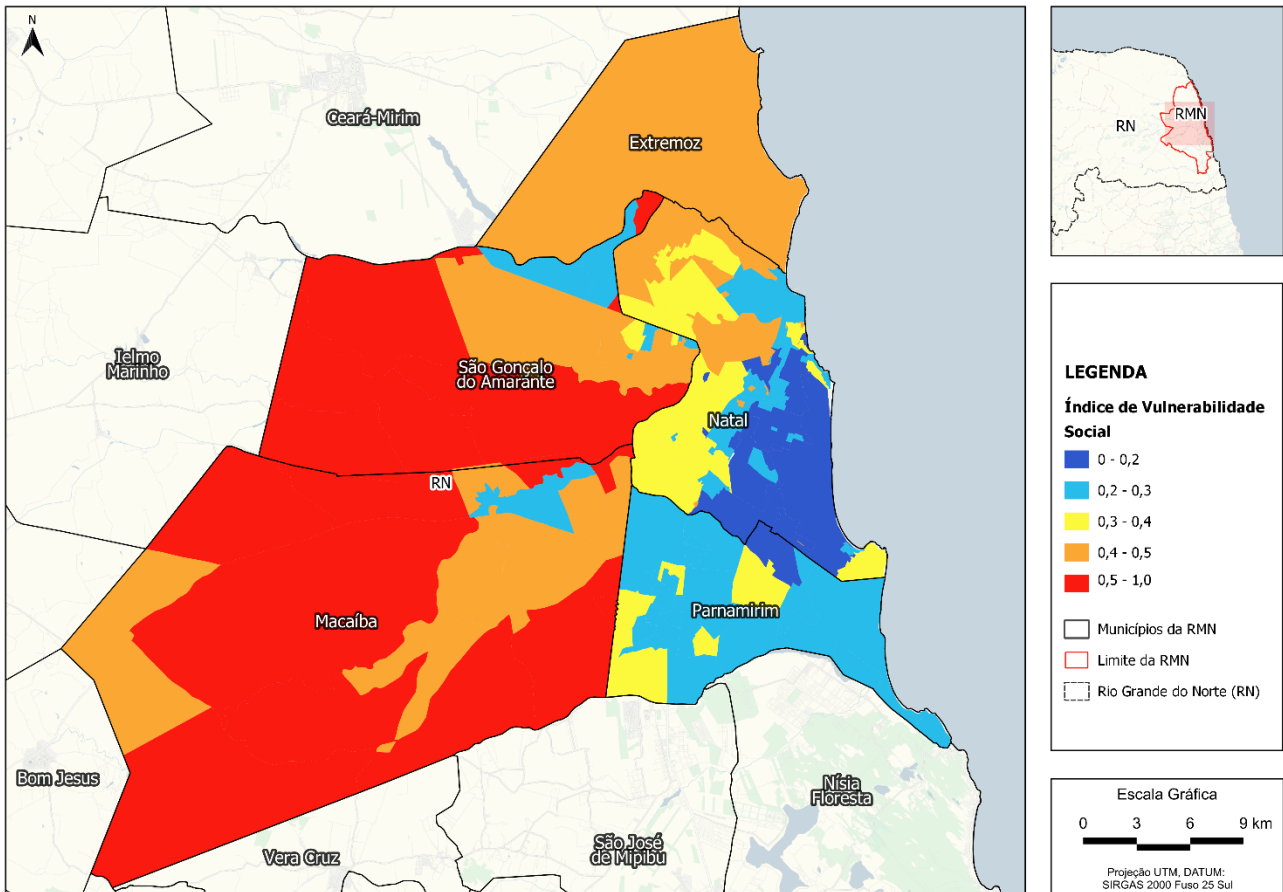 N
Ceará-Mirim
Extremoz
Ielmo
Marinho
São Gonçalo
do Amarante
Natal
RN
Macaíba
Parnamirim
Bom Jesus
Vera Cruz
São José
de Mipibu
Nísia
Floresta
RN
RMN
LEGENDA
Índice de Vulnerabilidade
Social
0 - 0,2
0,2 - 0,3
0,3 - 0,4
0,4 - 0,5
0,5 - 1,0
Municípios da RMN
Limite da RMN
Rio Grande do Norte (RN)
Escala Gráfica
0 3 6 9 km
Projeção UTM, DATUM:
SIRGAS 2000 Fuso 25 Sul